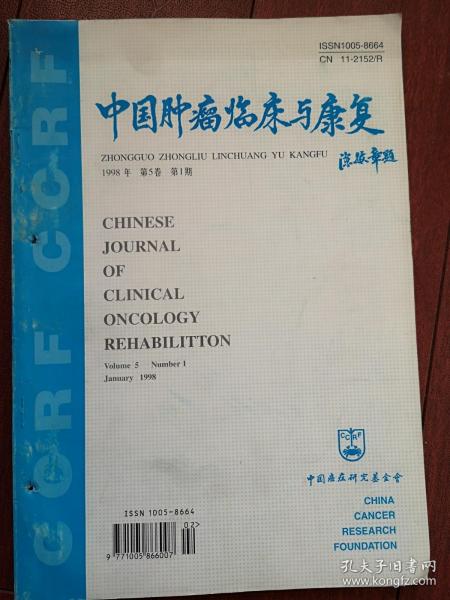 ISSN1005-8664
CN 11-2152/R
中国肿瘤临床与康复
ZHONGGUO ZHONGLIU LINCHUANG YU KANGFU
1998 年 第5卷 第1期
CHINESE
JOURNAL
OF
CLINICAL
ONCOLOGY
REHABILITTON
Volume 5 Number 1
January 1998
CCRF CCRF
CCRF
中国癌症研究基金會
CHINA
CANCER
RESEARCH
FOUNDATION
ISSN 1005-8664
02>
9 771005 866007
孔夫子旧书网
www.kongfz.com